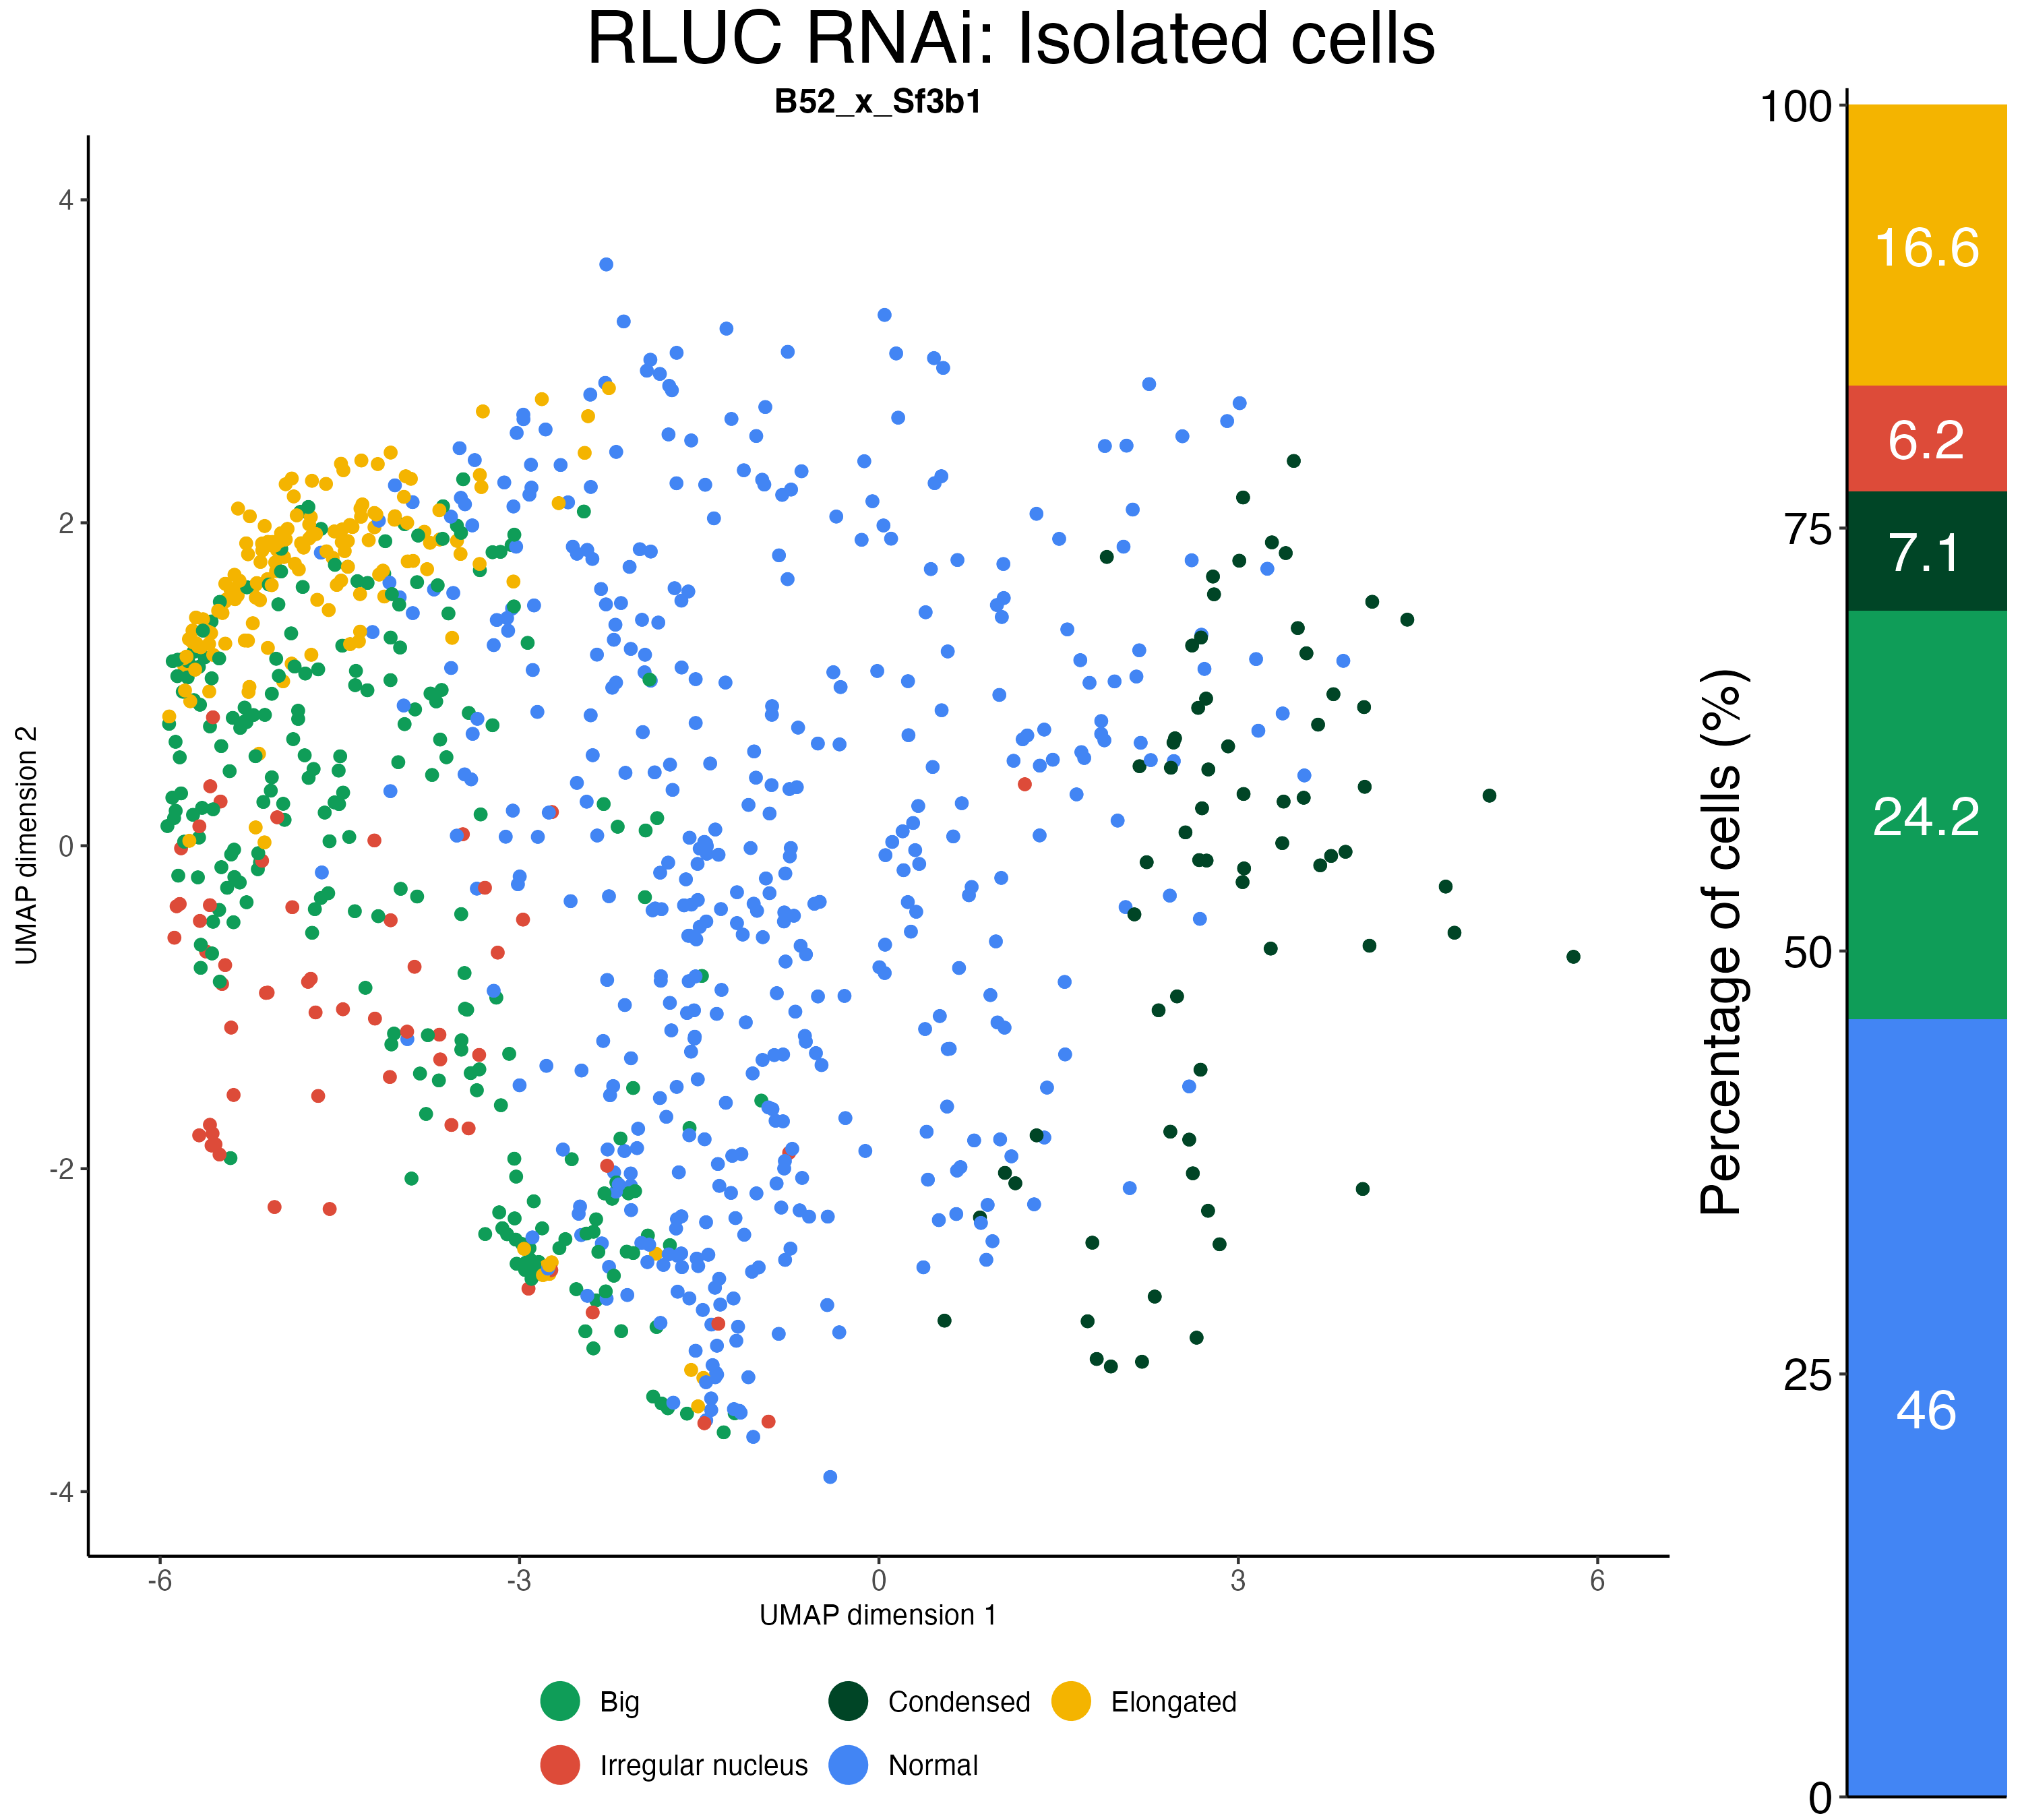 RLUC RNAi: Isolated cells
B52_x_Sf3b1
UMAP dimension 2
4
2
0
-2
-4
-6
-3
0
3
6
UMAP dimension 1
Big
Condensed
Elongated
Irregular nucleus
Normal
Percentage of cells (%)
100
75
50
25
0
16.6
6.2
7.1
24.2
46